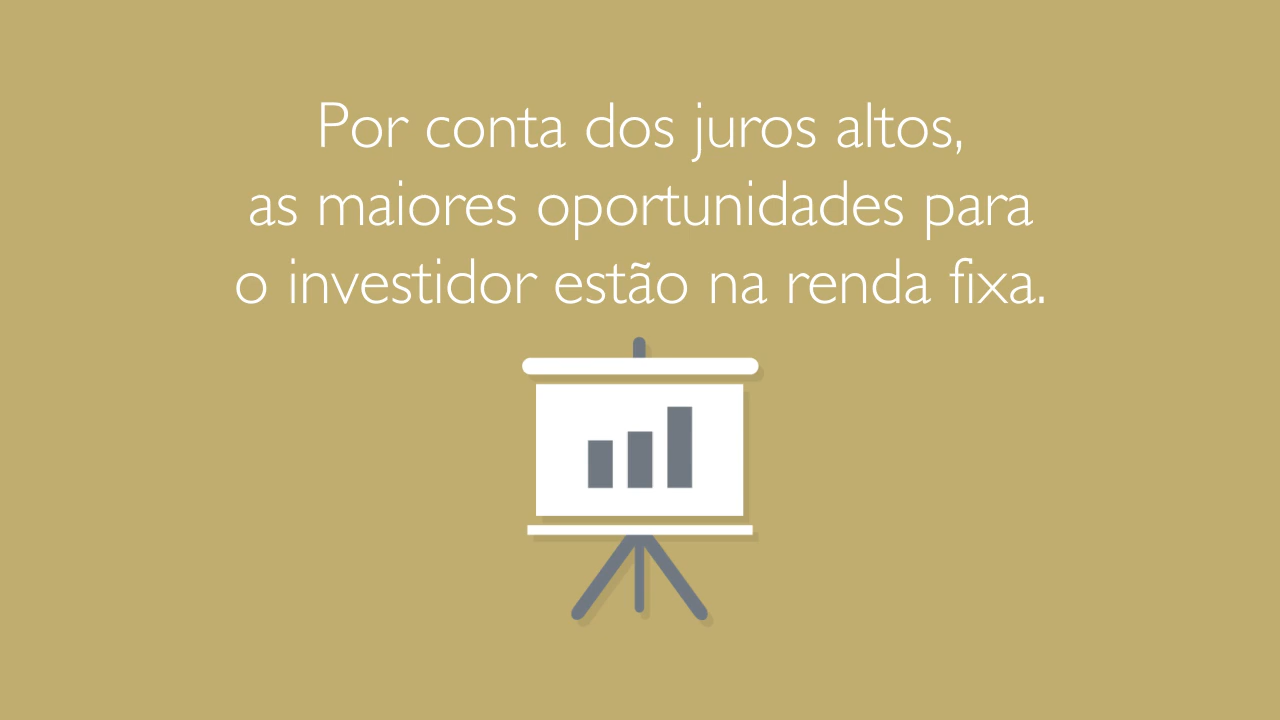 Por conta dos juros altos,
as maiores oportunidades para
o investidor estão na renda fixa.